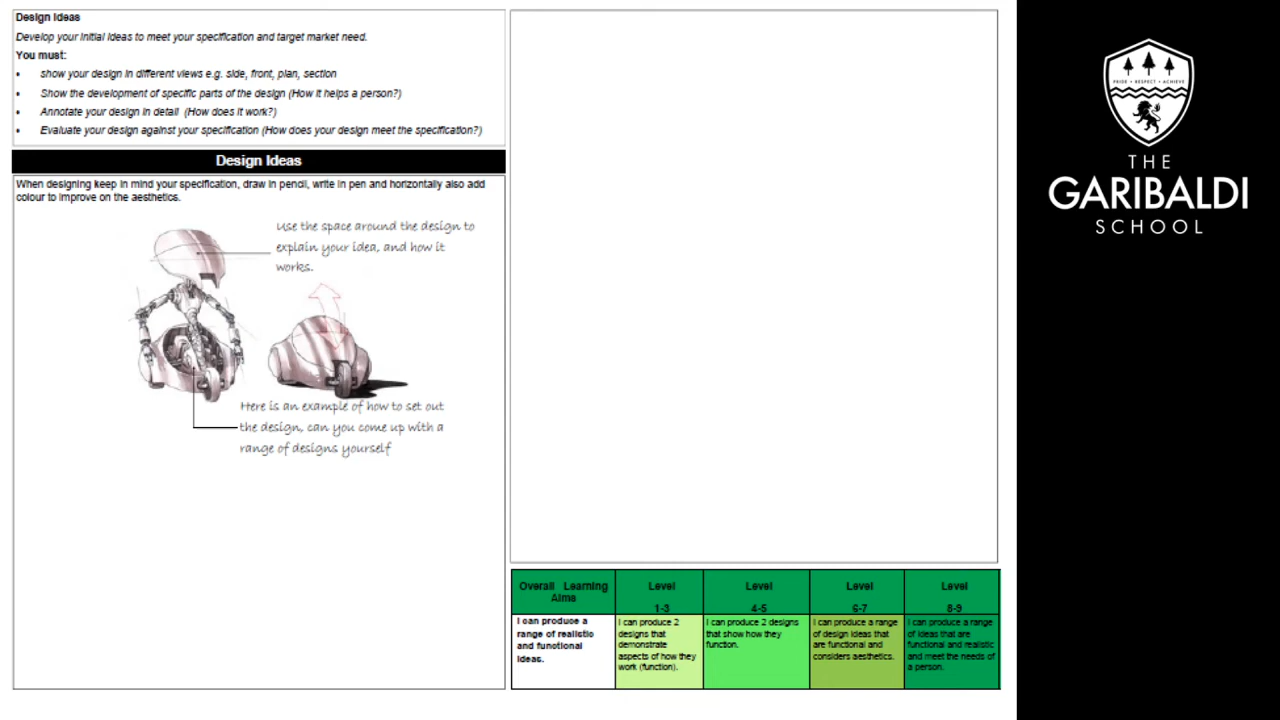 Design Ideas
Develop your initial ideas to meet your specification and target market need.
You must:
• show your design in different views e.g. side, front, plan, section
• Show the development of specific parts of the design (How it helps a person?)
• Annotate your design in detail (How does it work?)
• Evaluate your design against your specification (How does your design meet the specification?)
Design Ideas
When designing keep in mind your specification, draw in pencil, write in pen and horizontally also add
colour to improve on the aesthetics.
Use the space around the design to
explain your idea, and how it
works.
Here is an example of how to set out
the design, can you come up with a
range of designs yourself
Overall Learning
Aims
Level
1-3
Level
4-5
Level
6-7
Level
8-9
I can produce a
range of realistic
and functional
ideas.
I can produce 2
designs that
demonstrate
aspects of how they
work (function).
I can produce 2 designs
that show how they
function.
I can produce a range
of design ideas that
are functional and
considers aesthetics.
I can produce a range
of ideas that are
functional and realistic
and meet the needs of
a person.
PRIDE • RESPECT • ACHIEVE
THE
GARIBALDI
SCHOOL